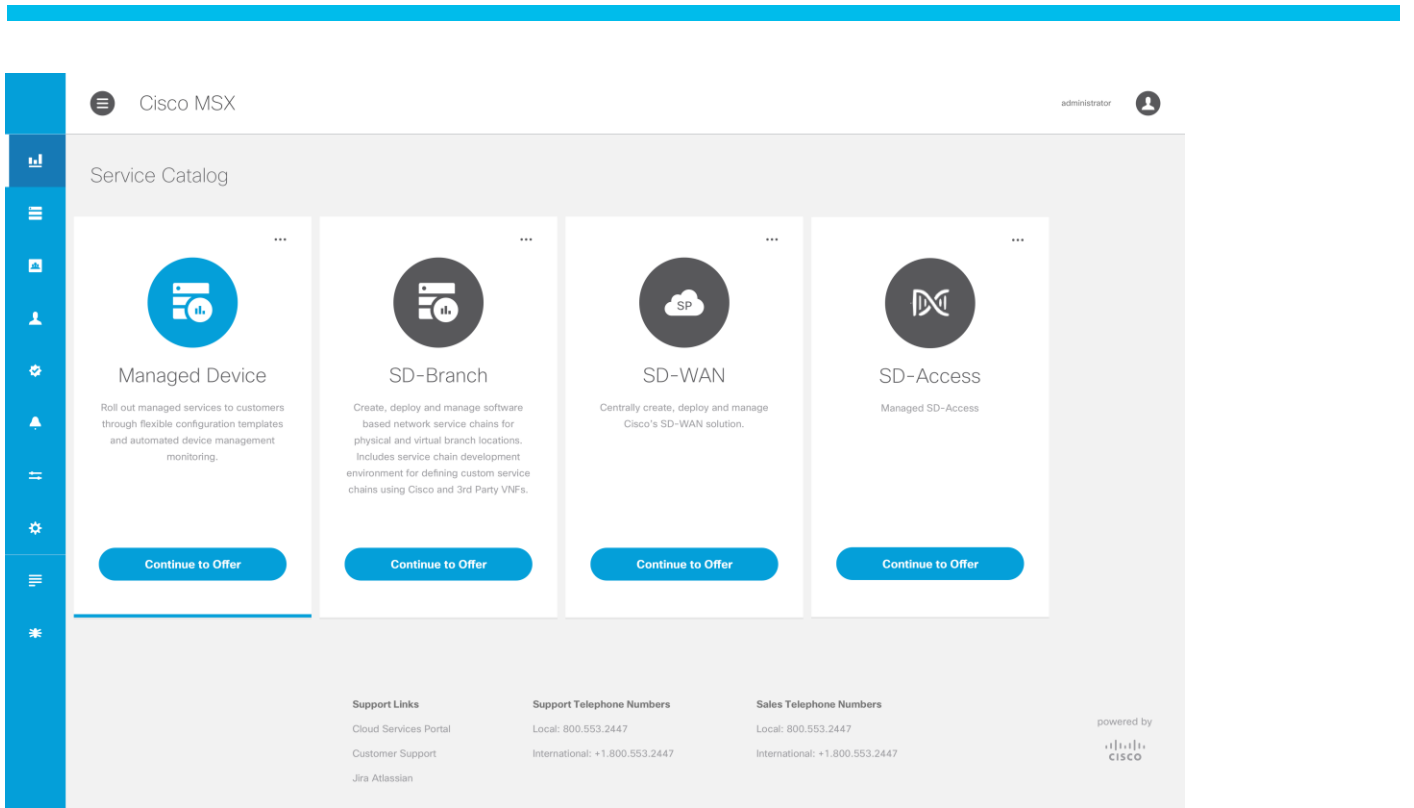 Cisco MSX
administrator
Service Catalog
...
...
...
...
SP
Managed Device
SD-Branch
SD-WAN
SD-Access
Roll out managed services to customers
through flexible configuration templates
and automated device management
monitoring.
Create, deploy and manage software
based network service chains for
physical and virtual branch locations.
Includes service chain development
environment for defining custom service
chains using Cisco and 3rd Party VNFs.
Centrally create, deploy and manage
Cisco's SD-WAN solution.
Managed SD-Access
Continue to Offer
Continue to Offer
Continue to Offer
Continue to Offer
Support Links
Cloud Services Portal
Customer Support
Jira Atlassian
Support Telephone Numbers
Local: 800.553.2447
International: +1.800.553.2447
Sales Telephone Numbers
Local: 800.553.2447
International: +1.800.553.2447
powered by
CISCO